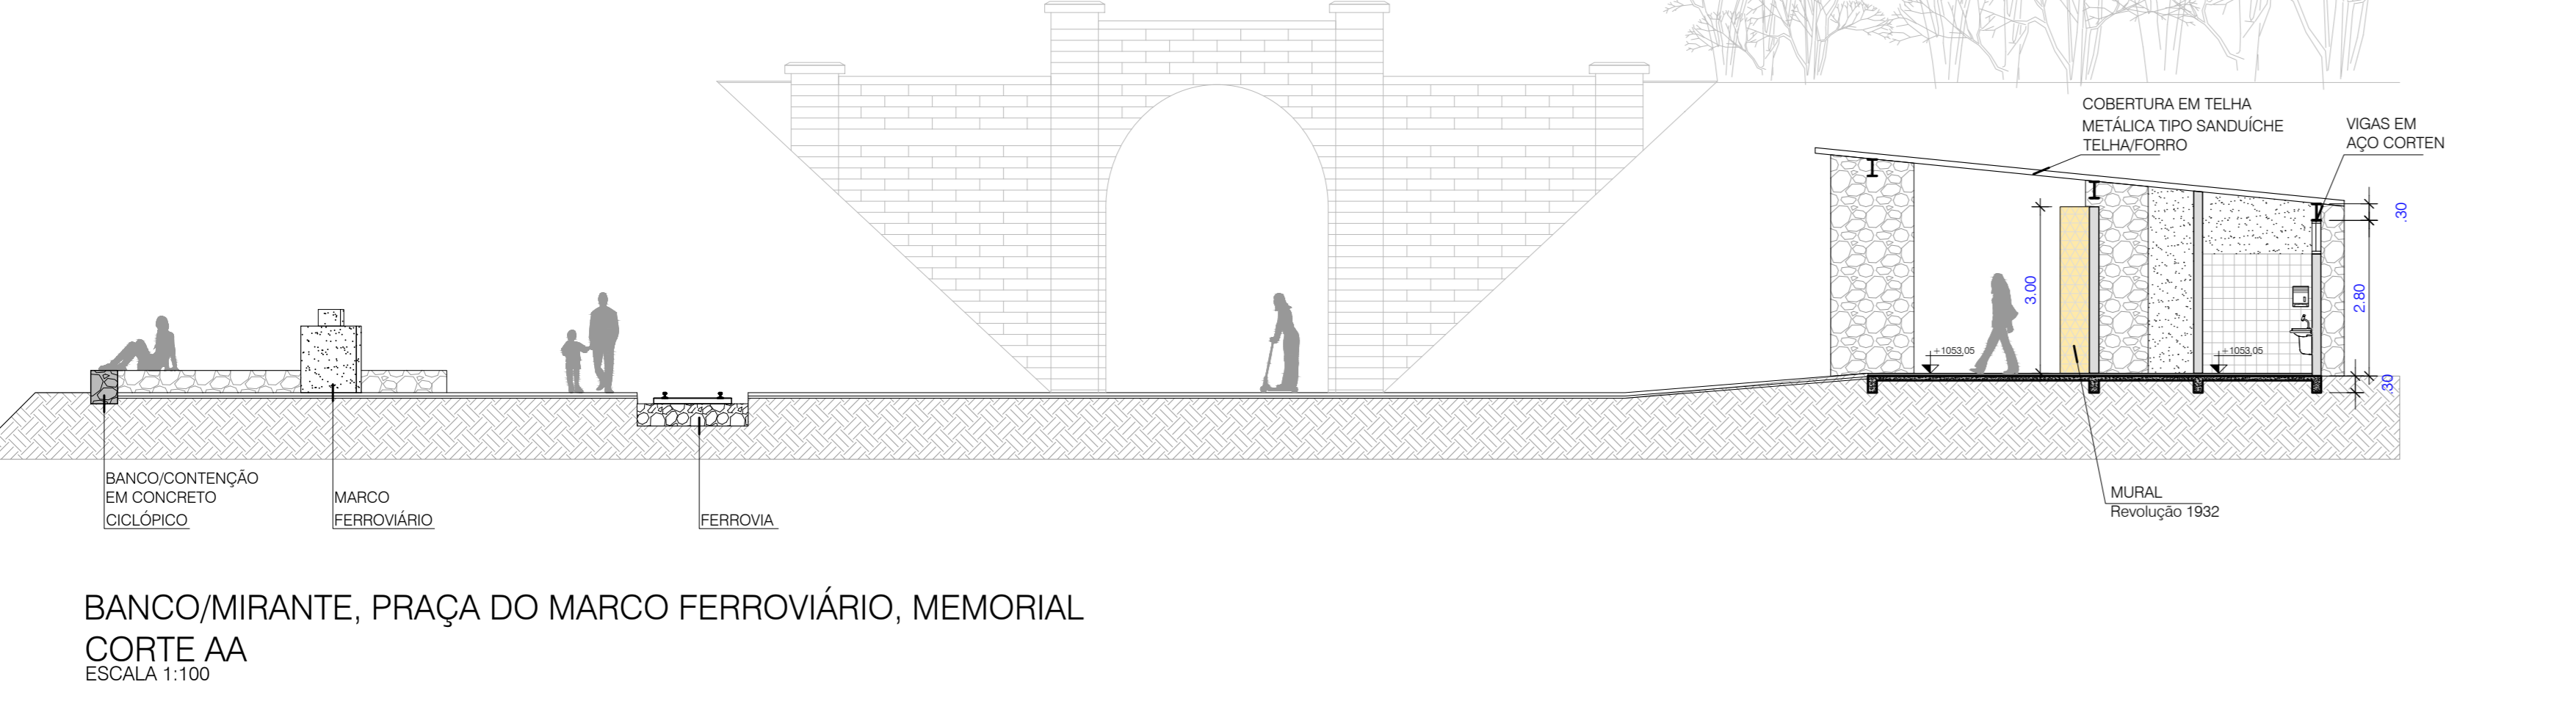 COBERTURA EM TELHA
METÁLICA TIPO SANDUÍCHE
TELHA/FORRO
VIGAS EM
AÇO CORTEN
.30
3.00
2.80
+1053,05
+1053,05
.30
BANCO/CONTENÇÃO
EM CONCRETO
CICLÓPICO
MARCO
FERROVIÁRIO
FERROVIA
MURAL
Revolução 1932
BANCO/MIRANTE, PRAÇA DO MARCO FERROVIÁRIO, MEMORIAL
CORTE AA
ESCALA 1:100